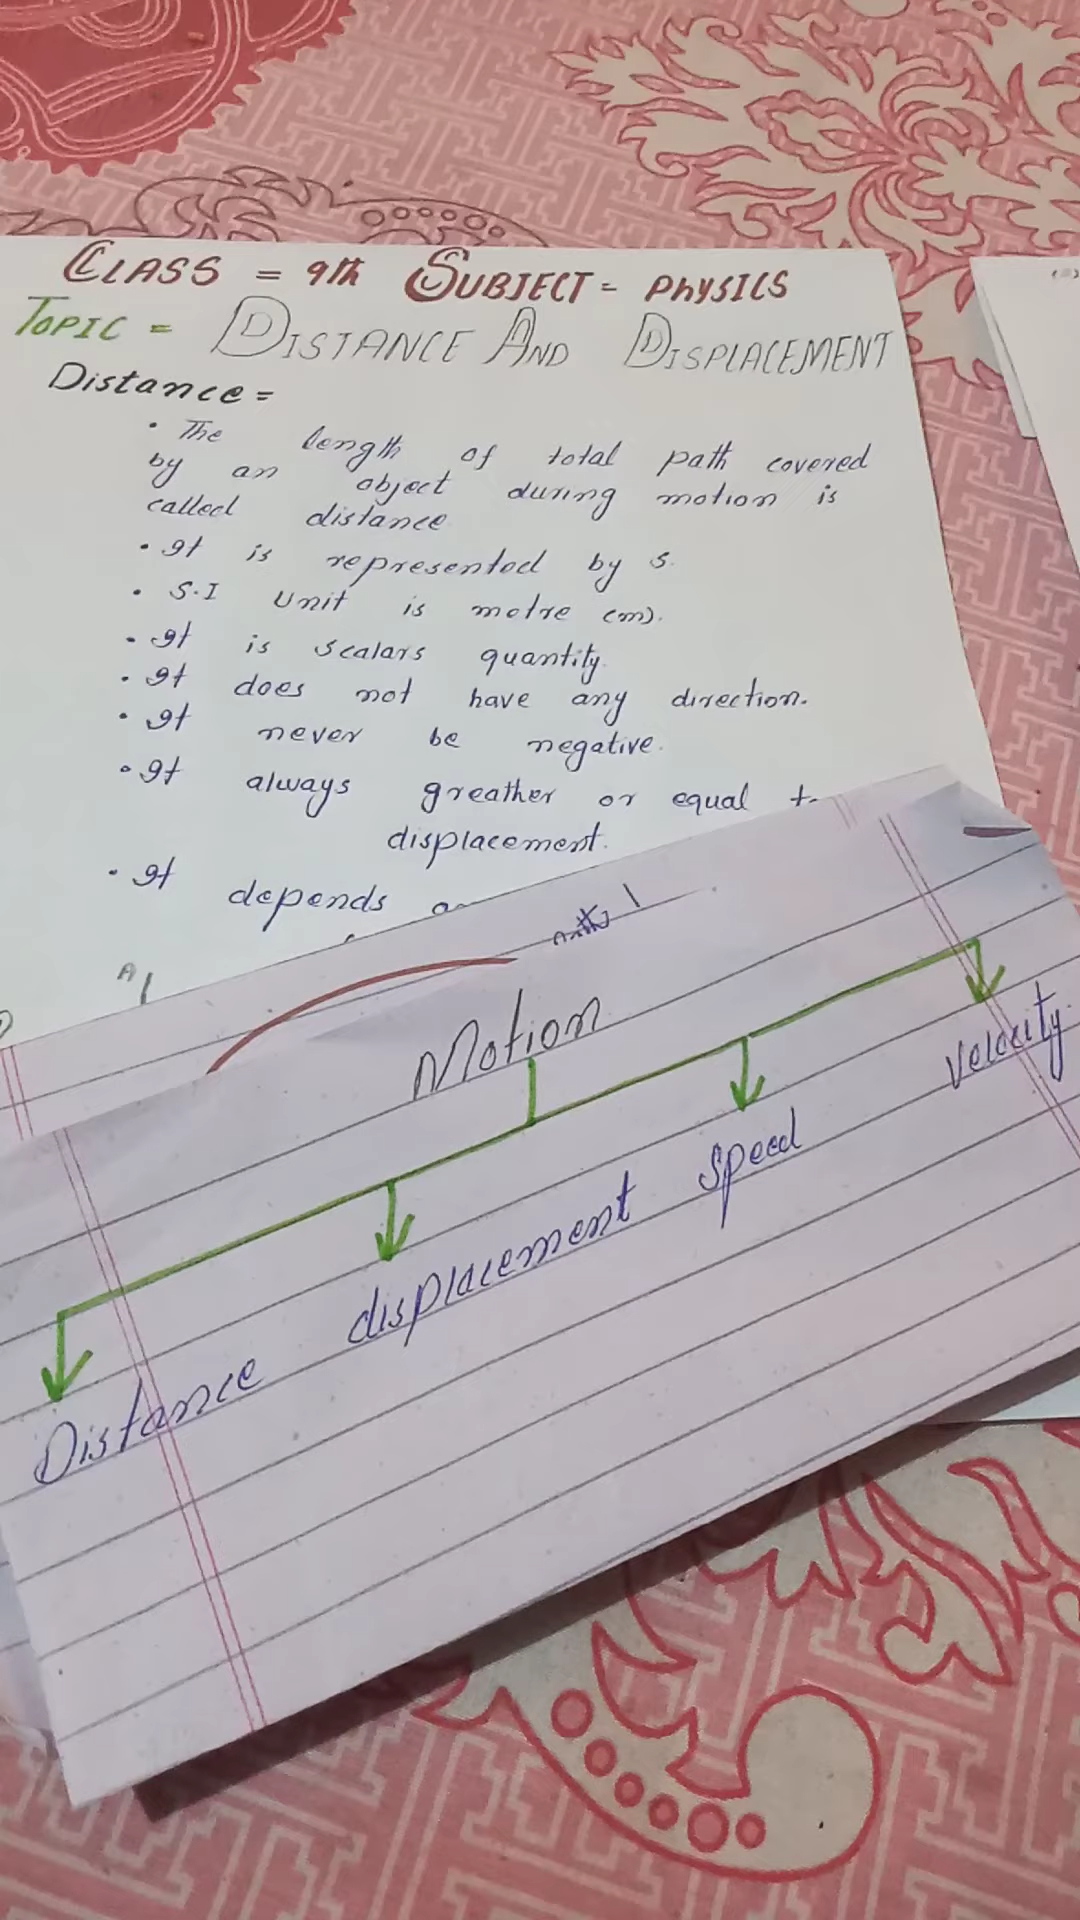 CLASS = 9th SUBJECT = PHYSICS
TOPIC = DISTANCE AND DISPLACEMENT
Distance =
• The length of total path covered
by an object during motion is
called distance
• It is represented by s.
• S.I Unit is metre (m).
• It is scalars quantity.
• It does not have any direction.
• It never be negative.
• It always greather or equal
displacement.
• It depends
Motion
Velocity
Speed
displacement
Distance